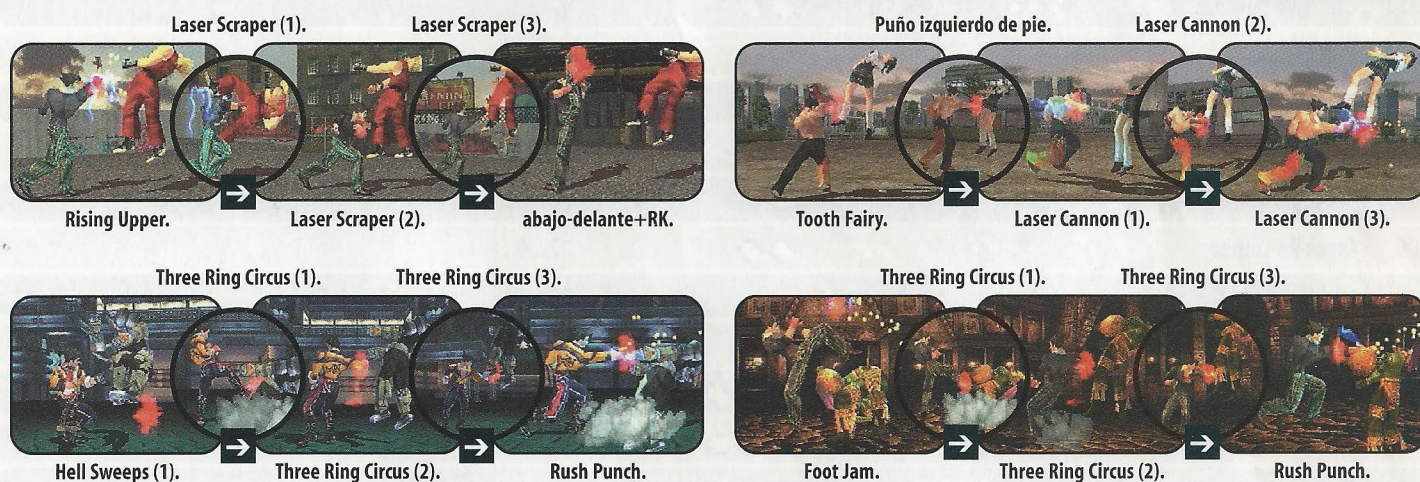 Laser Scraper (1). Laser Scraper (3).
Rising Upper. Laser Scraper (2). abajo-delante+RK.
Puño izquierdo de pie. Laser Cannon (2).
Tooth Fairy. Laser Cannon (1). Laser Cannon (3).
Three Ring Circus (1). Three Ring Circus (3).
Hell Sweeps (1). Three Ring Circus (2). Rush Punch.
Three Ring Circus (1). Three Ring Circus (3).
Foot Jam. Three Ring Circus (2). Rush Punch.